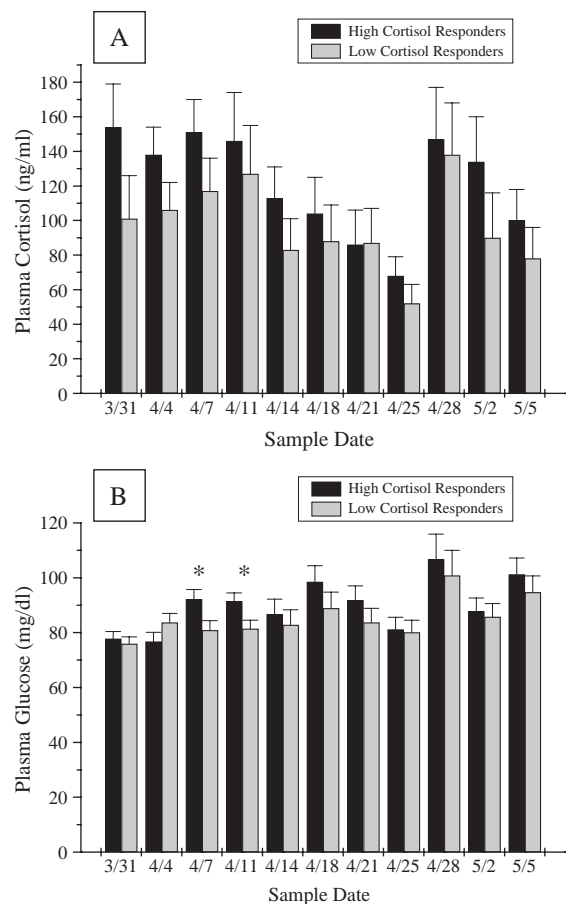 A
High Cortisol Responders
Low Cortisol Responders
Plasma Cortisol (ng/ml)
180
160
140
120
100
80
60
40
20
0
3/31 4/4 4/7 4/11 4/14 4/18 4/21 4/25 4/28 5/2 5/5
Sample Date
B
High Cortisol Responders
Low Cortisol Responders
Plasma Glucose (mg/dl)
120
100
80
60
40
20
0
* *
3/31 4/4 4/7 4/11 4/14 4/18 4/21 4/25 4/28 5/2 5/5
Sample Date